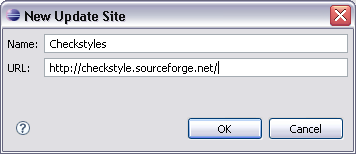 New Update Site
Name: Checkstyles
URL: http://checkstyle.sourceforge.net/
?
OK Cancel